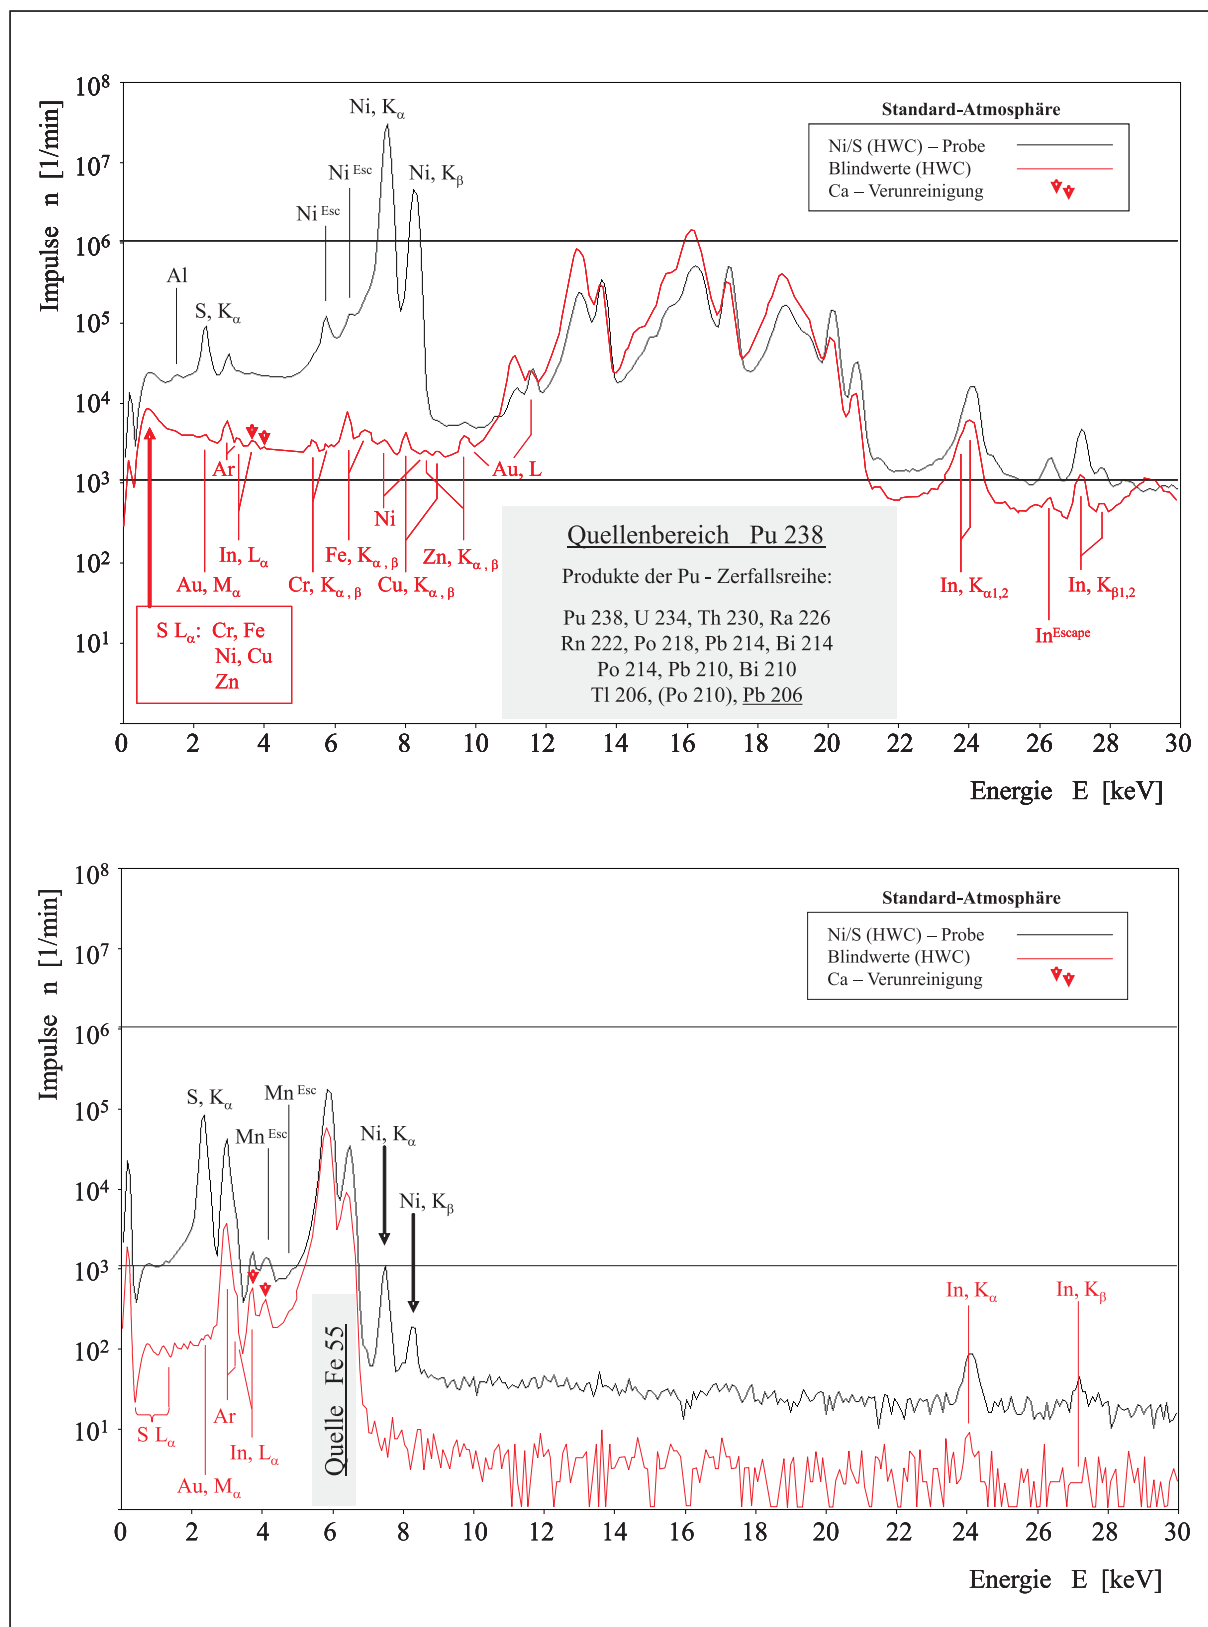 Impulse n [1/min]
10⁸
10⁷
10⁶
10⁵
10⁴
10³
10²
10¹
Standard-Atmosphäre
Ni/S (HWC) – Probe
Blindwerte (HWC)
Ca – Verunreinigung
Ni, Kα
Ni Esc
Ni, Kβ
Ni Esc
Al
S, Kα
Ar
Au, L
In, Lα
Fe, Kα,β
Ni
Zn, Kα,β
Au, Mα
Cr, Kα,β
Cu, Kα,β
In, Kα1,2
In, Kβ1,2
In Escape
S Lα: Cr, Fe
Ni, Cu
Zn
Quellenbereich Pu 238
Produkte der Pu - Zerfallsreihe:
Pu 238, U 234, Th 230, Ra 226
Rn 222, Po 218, Pb 214, Bi 214
Po 214, Pb 210, Bi 210
Tl 206, (Po 210), Pb 206
0 2 4 6 8 10 12 14 16 18 20 22 24 26 28 30
Energie E [keV]
Impulse n [1/min]
10⁸
10⁷
10⁶
10⁵
10⁴
10³
10²
10¹
Standard-Atmosphäre
Ni/S (HWC) – Probe
Blindwerte (HWC)
Ca – Verunreinigung
S, Kα
Mn Esc
Mn Esc
Ni, Kα
Ni, Kβ
In, Kα
In, Kβ
S Lα
Ar
In, Lα
Au, Mα
Quelle Fe 55
0 2 4 6 8 10 12 14 16 18 20 22 24 26 28 30
Energie E [keV]